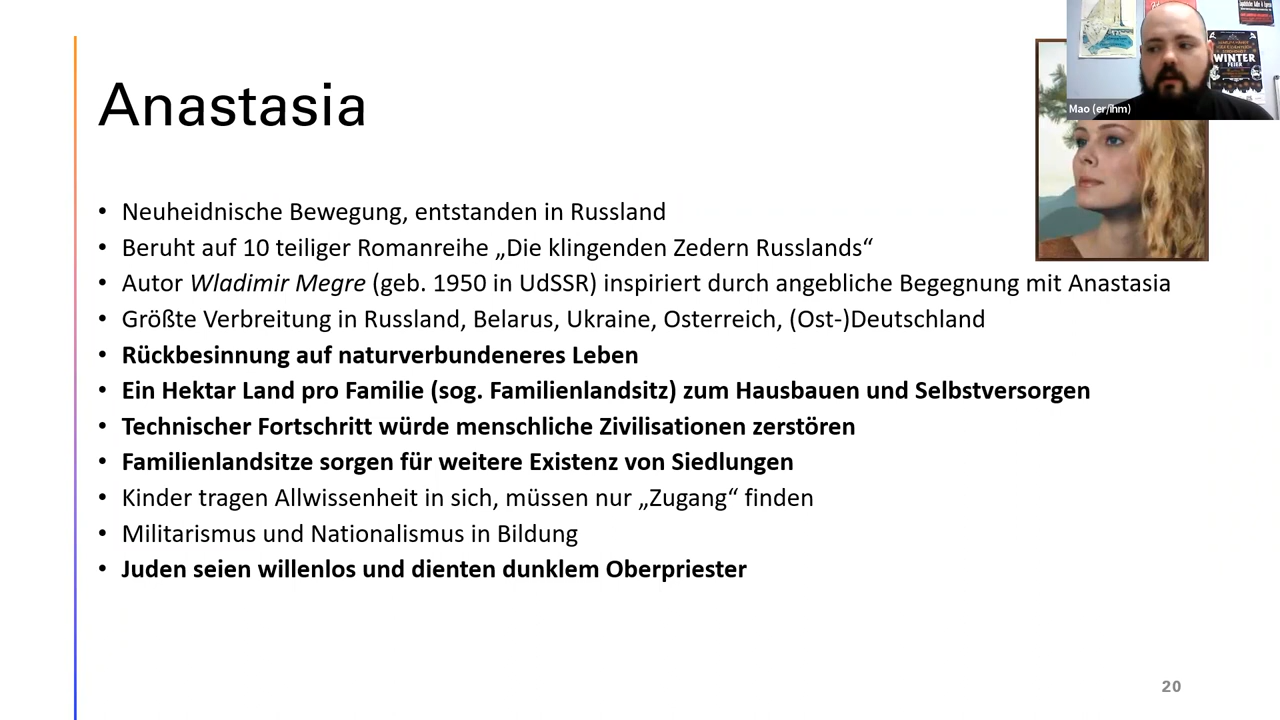 Anastasia
WINTER
FEIER
Mao (er/ihm)
• Neuheidnische Bewegung, entstanden in Russland
• Beruht auf 10 teiliger Romanreihe „Die klingenden Zedern Russlands“
• Autor Wladimir Megre (geb. 1950 in UdSSR) inspiriert durch angebliche Begegnung mit Anastasia
• Größte Verbreitung in Russland, Belarus, Ukraine, Osterreich, (Ost-)Deutschland
• Rückbesinnung auf naturverbundeneres Leben
• Ein Hektar Land pro Familie (sog. Familienlandsitz) zum Hausbauen und Selbstversorgen
• Technischer Fortschritt würde menschliche Zivilisationen zerstören
• Familienlandsitze sorgen für weitere Existenz von Siedlungen
• Kinder tragen Allwissenheit in sich, müssen nur „Zugang“ finden
• Militarismus und Nationalismus in Bildung
• Juden seien willenlos und dienten dunklem Oberpriester
20